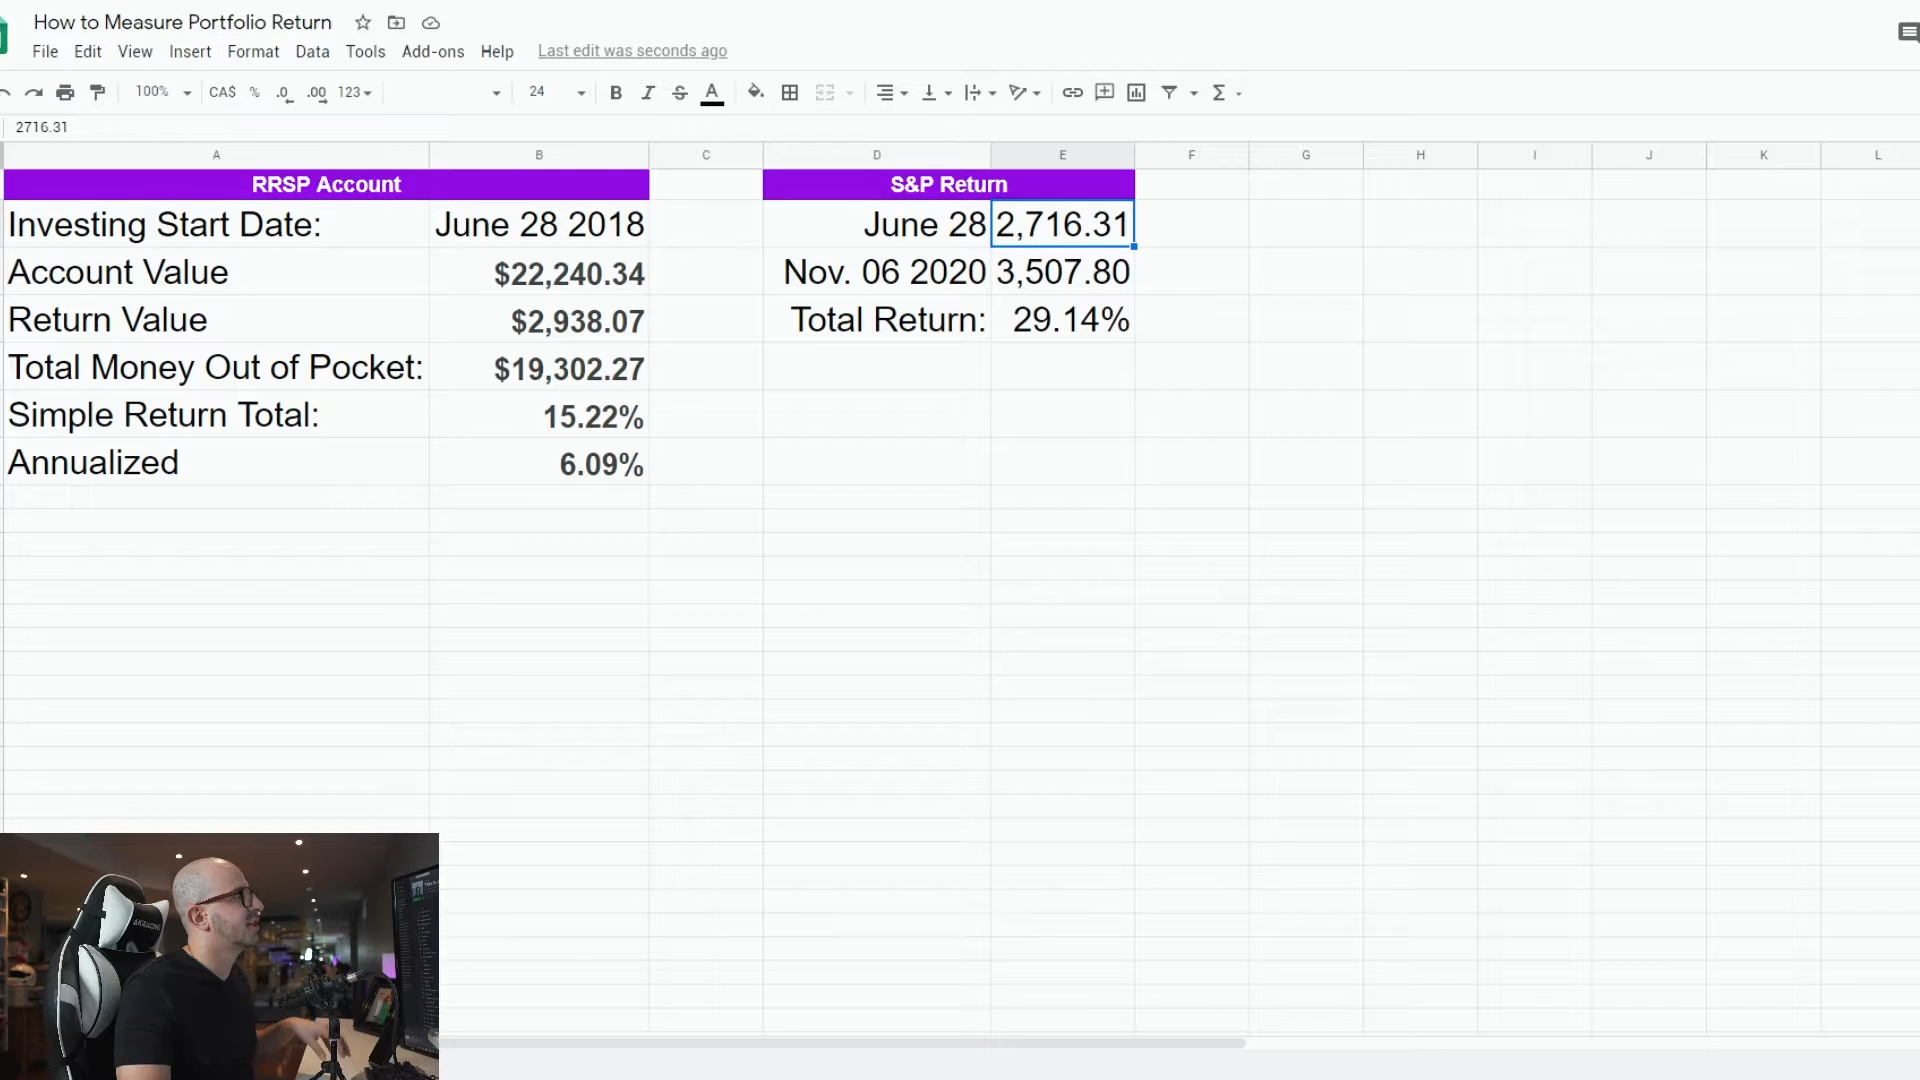 How to Measure Portfolio Return
File Edit View Insert Format Data Tools Add-ons Help Last edit was seconds ago
100% CA$ % .0 .00 123 24 B I S A Σ
2716.31
A B C D E F G H I J K L
RRSP Account S&P Return
Investing Start Date: June 28 2018 June 28 2,716.31
Account Value $22,240.34 Nov. 06 2020 3,507.80
Return Value $2,938.07 Total Return: 29.14%
Total Money Out of Pocket: $19,302.27
Simple Return Total: 15.22%
Annualized 6.09%
AKRACING